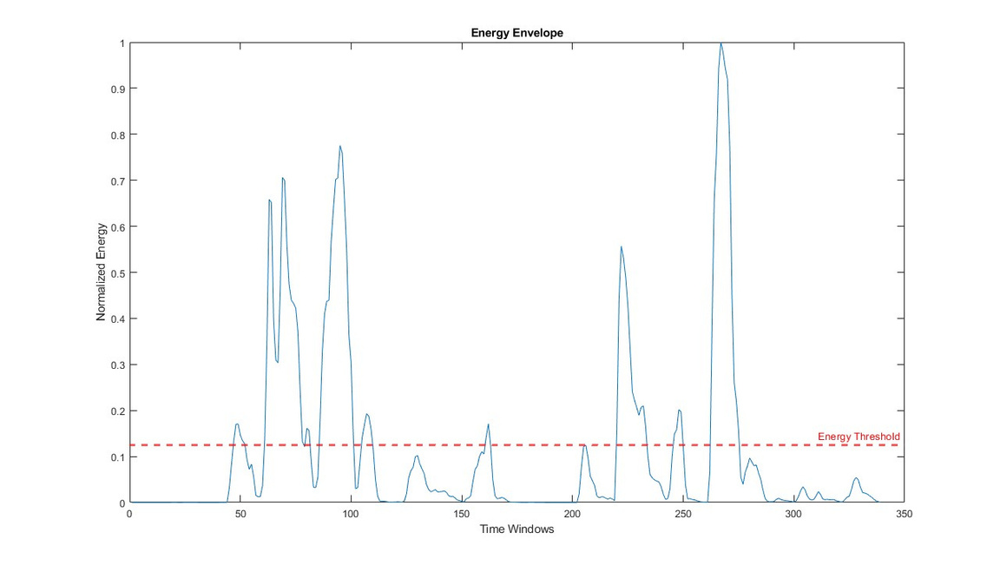 Energy Envelope
1
0.9
0.8
0.7
0.6
0.5
0.4
0.3
0.2
0.1
0
Normalized Energy
Energy Threshold
0 50 100 150 200 250 300 350
Time Windows